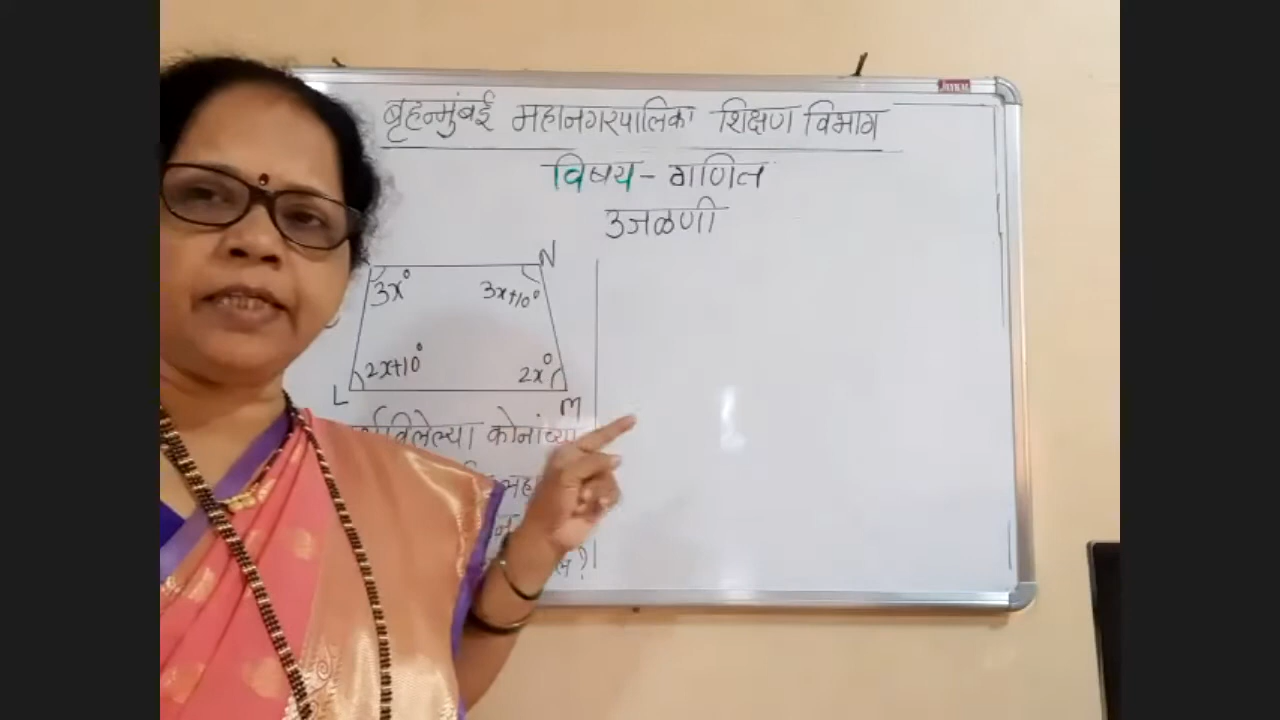 बृहन्मुंबई महानगरपालिका शिक्षण विभाग
विषय - गणित
उजळणी
N
3x° 3x+10°
2x+10° 2x°
L M
कोनांच्या
?